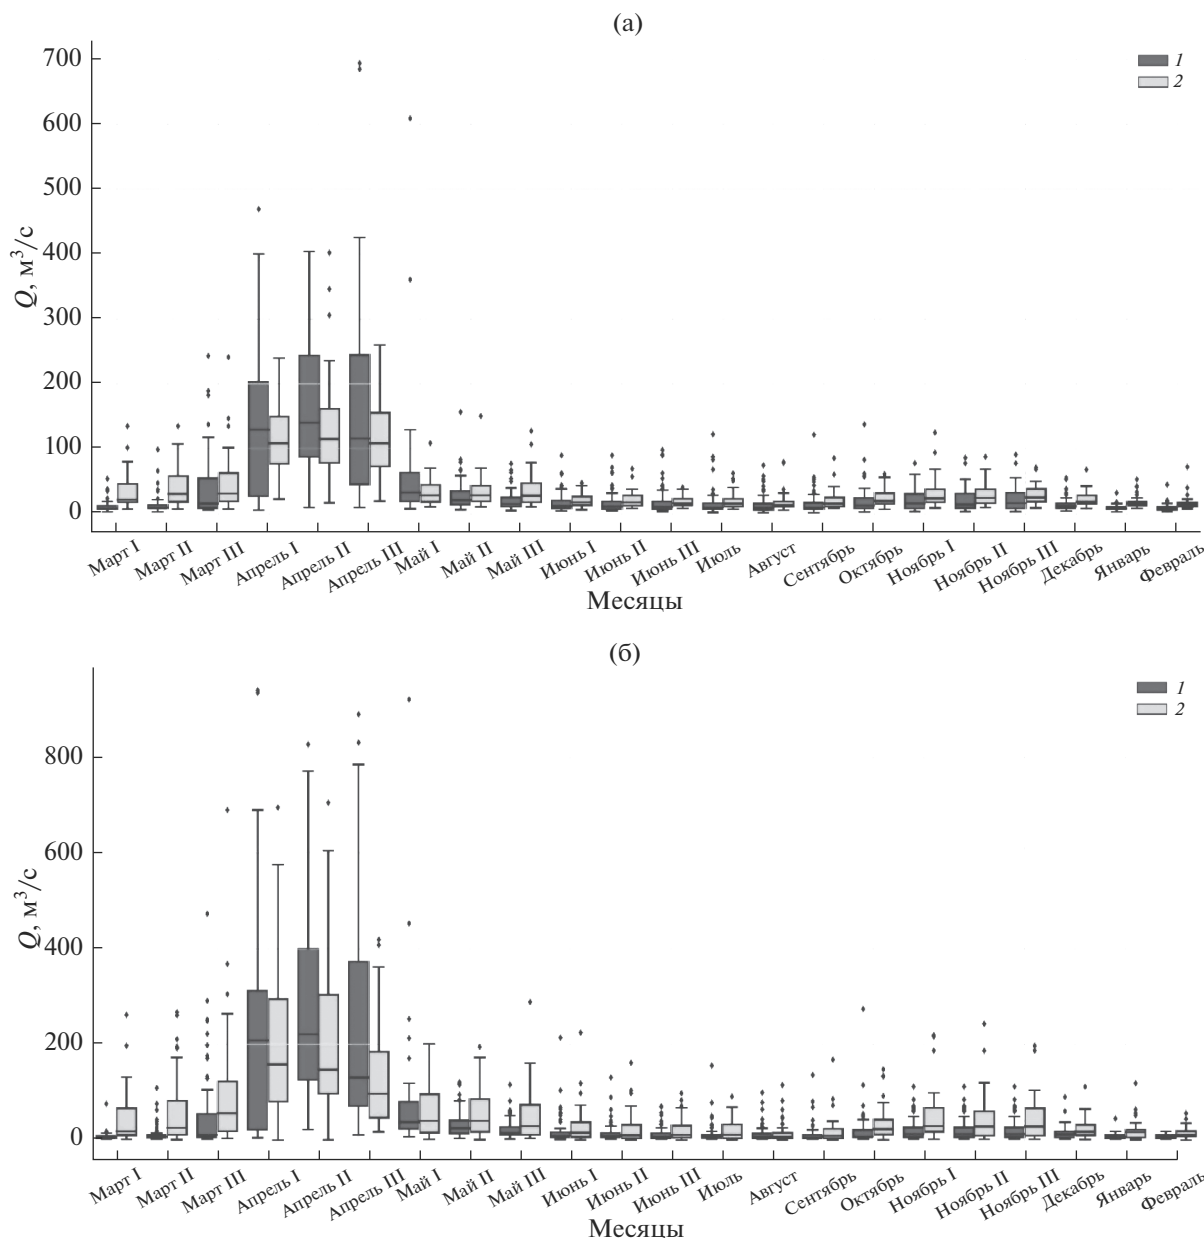 (а)
700
600
500
400
300
200
100
0
Q, м³/с
1
2
Март I
Март II
Март III
Апрель I
Апрель II
Апрель III
Май I
Май II
Май III
Июнь I
Июнь II
Июнь III
Июль
Август
Сентябрь
Октябрь
Ноябрь I
Ноябрь II
Ноябрь III
Декабрь
Январь
Февраль
Месяцы
(б)
800
600
400
200
0
Q, м³/с
1
2
Март I
Март II
Март III
Апрель I
Апрель II
Апрель III
Май I
Май II
Май III
Июнь I
Июнь II
Июнь III
Июль
Август
Сентябрь
Октябрь
Ноябрь I
Ноябрь II
Ноябрь III
Декабрь
Январь
Февраль
Месяцы